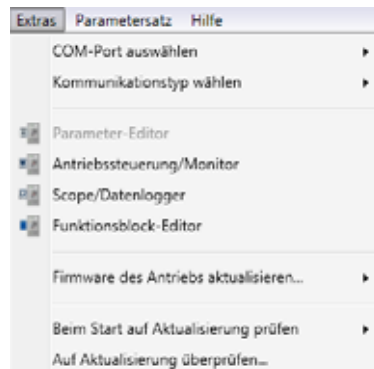 Extras Parametersatz Hilfe
COM-Port auswählen
Kommunikationstyp wählen
Parameter-Editor
Antriebssteuerung/Monitor
Scope/Datenlogger
Funktionsblock-Editor
Firmware des Antriebs aktualisieren...
Beim Start auf Aktualisierung prüfen
Auf Aktualisierung überprüfen...